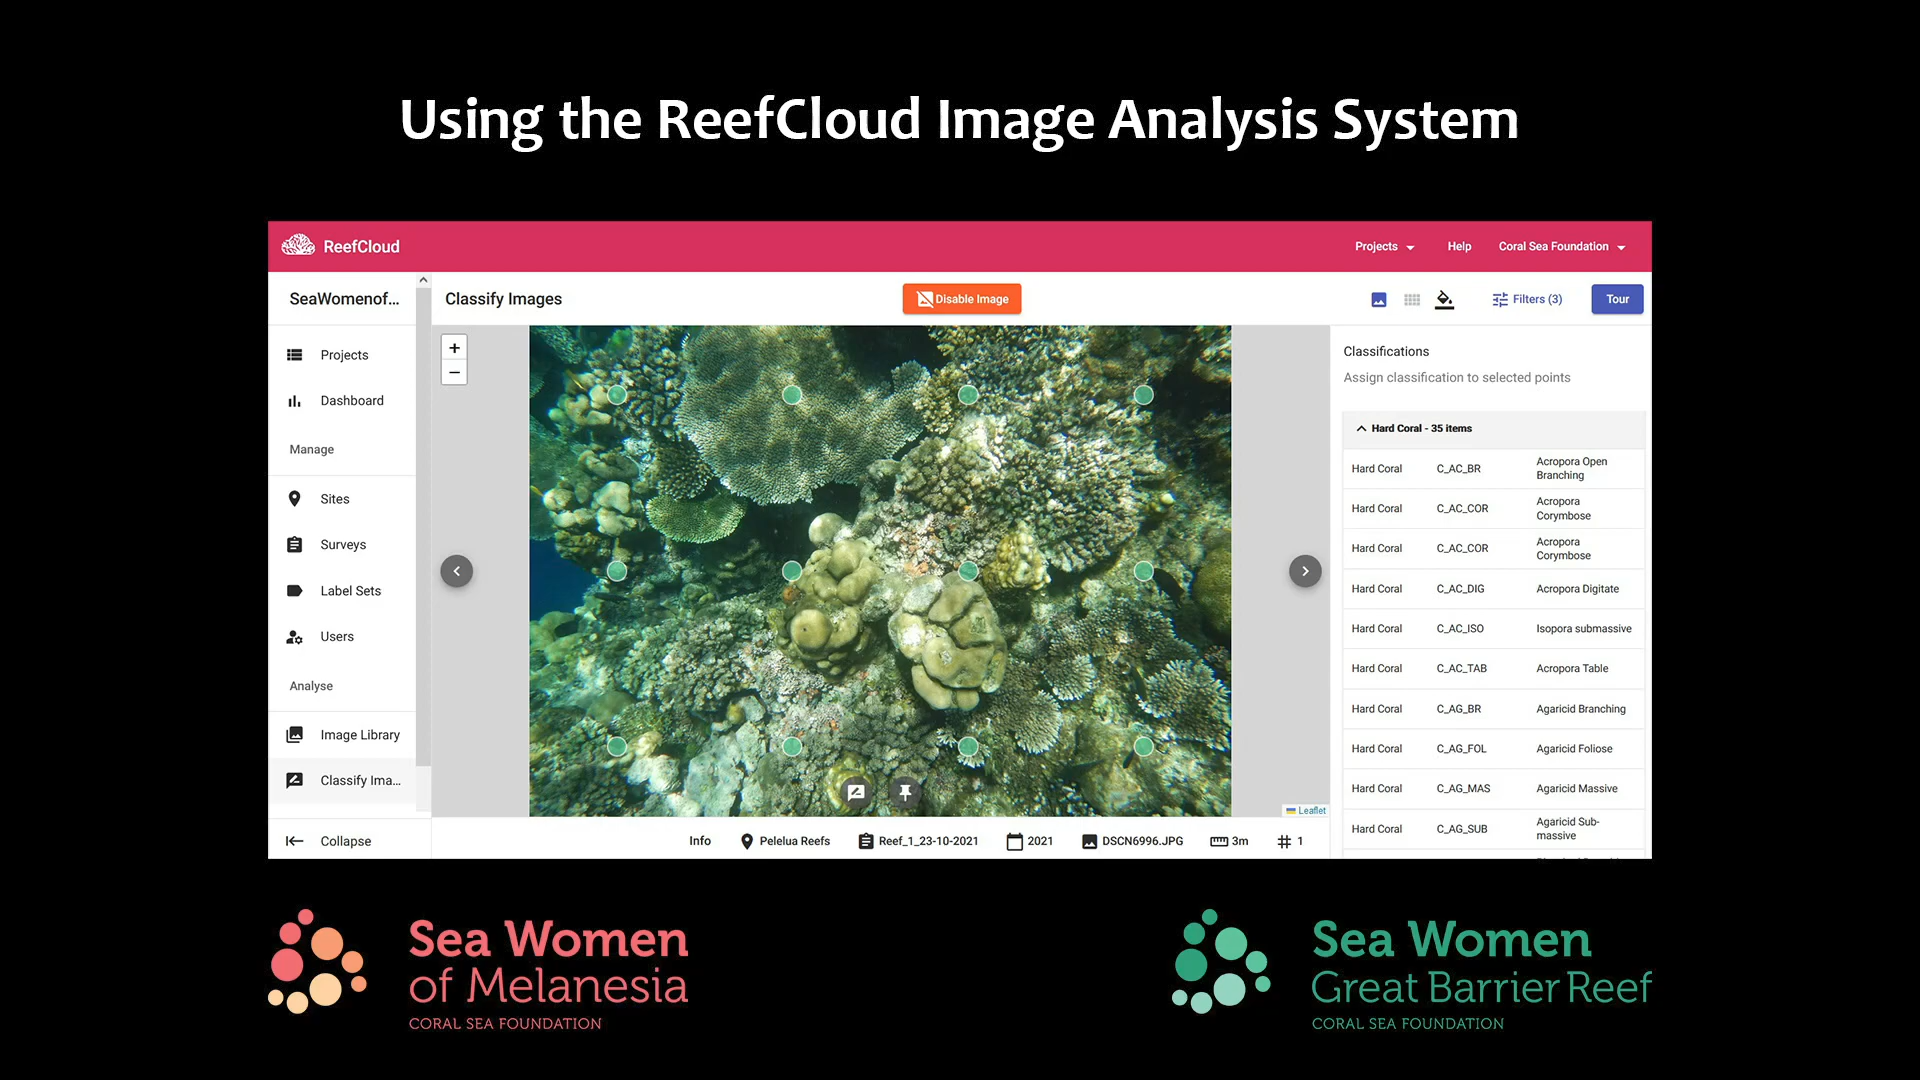 Using the ReefCloud Image Analysis System
ReefCloud
Projects
Help
Coral Sea Foundation
SeaWomenof...
Classify Images
Disable Image
Filters (3)
Tour
Projects
Dashboard
Manage
Sites
Surveys
Label Sets
Users
Analyse
Image Library
Classify Ima...
Collapse
+
−
Leaflet
Info
Pelelua Reefs
Reef_1_23-10-2021
2021
DSCN6996.JPG
3m
1
Classifications
Assign classification to selected points
Hard Coral - 35 items
Hard Coral C_AC_BR Acropora Open
Branching
Hard Coral C_AC_COR Acropora
Corymbose
Hard Coral C_AC_COR Acropora
Corymbose
Hard Coral C_AC_DIG Acropora Digitate
Hard Coral C_AC_ISO Isopora submassive
Hard Coral C_AC_TAB Acropora Table
Hard Coral C_AG_BR Agaricid Branching
Hard Coral C_AG_FOL Agaricid Foliose
Hard Coral C_AG_MAS Agaricid Massive
Hard Coral C_AG_SUB Agaricid Sub-
massive
Sea Women
of Melanesia
CORAL SEA FOUNDATION
Sea Women
Great Barrier Reef
CORAL SEA FOUNDATION